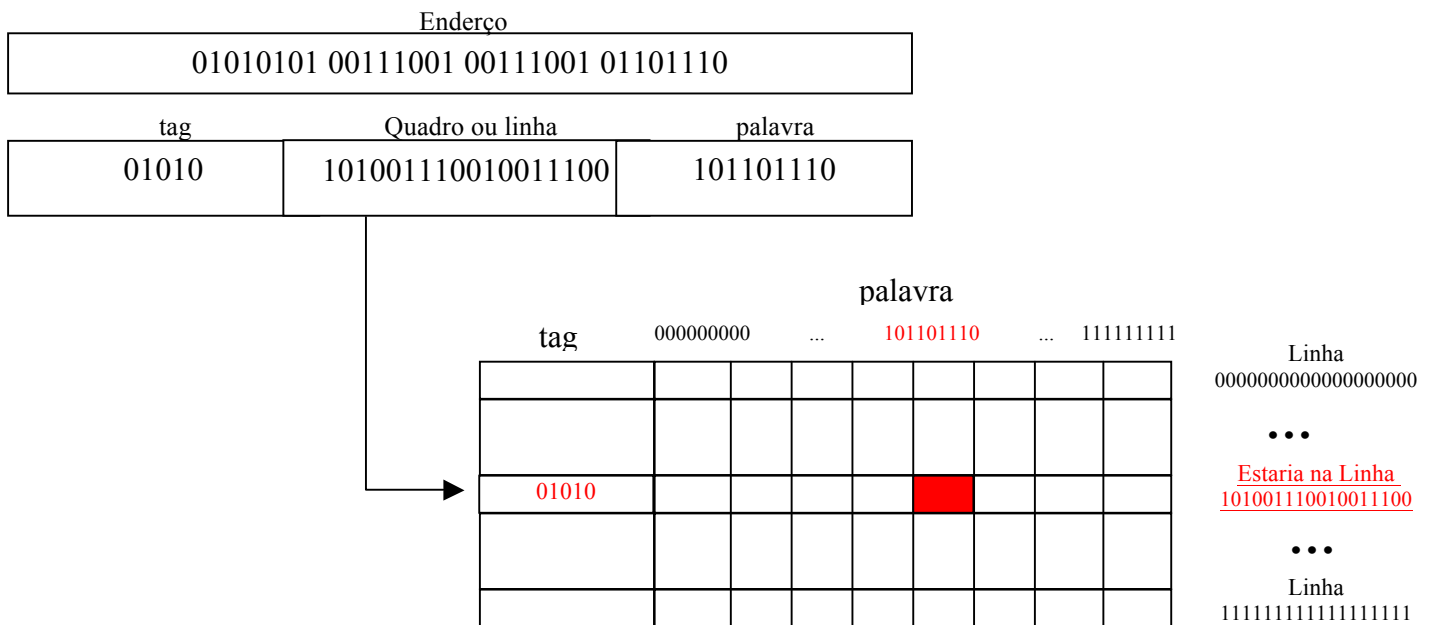 Enderço
01010101 00111001 00111001 01101110
tag Quadro ou linha palavra
01010 101001110010011100 101101110
palavra
tag 000000000 ... 101101110 ... 111111111
Linha
0000000000000000000
...
Estaria na Linha
01010 101001110010011100
...
Linha
111111111111111111